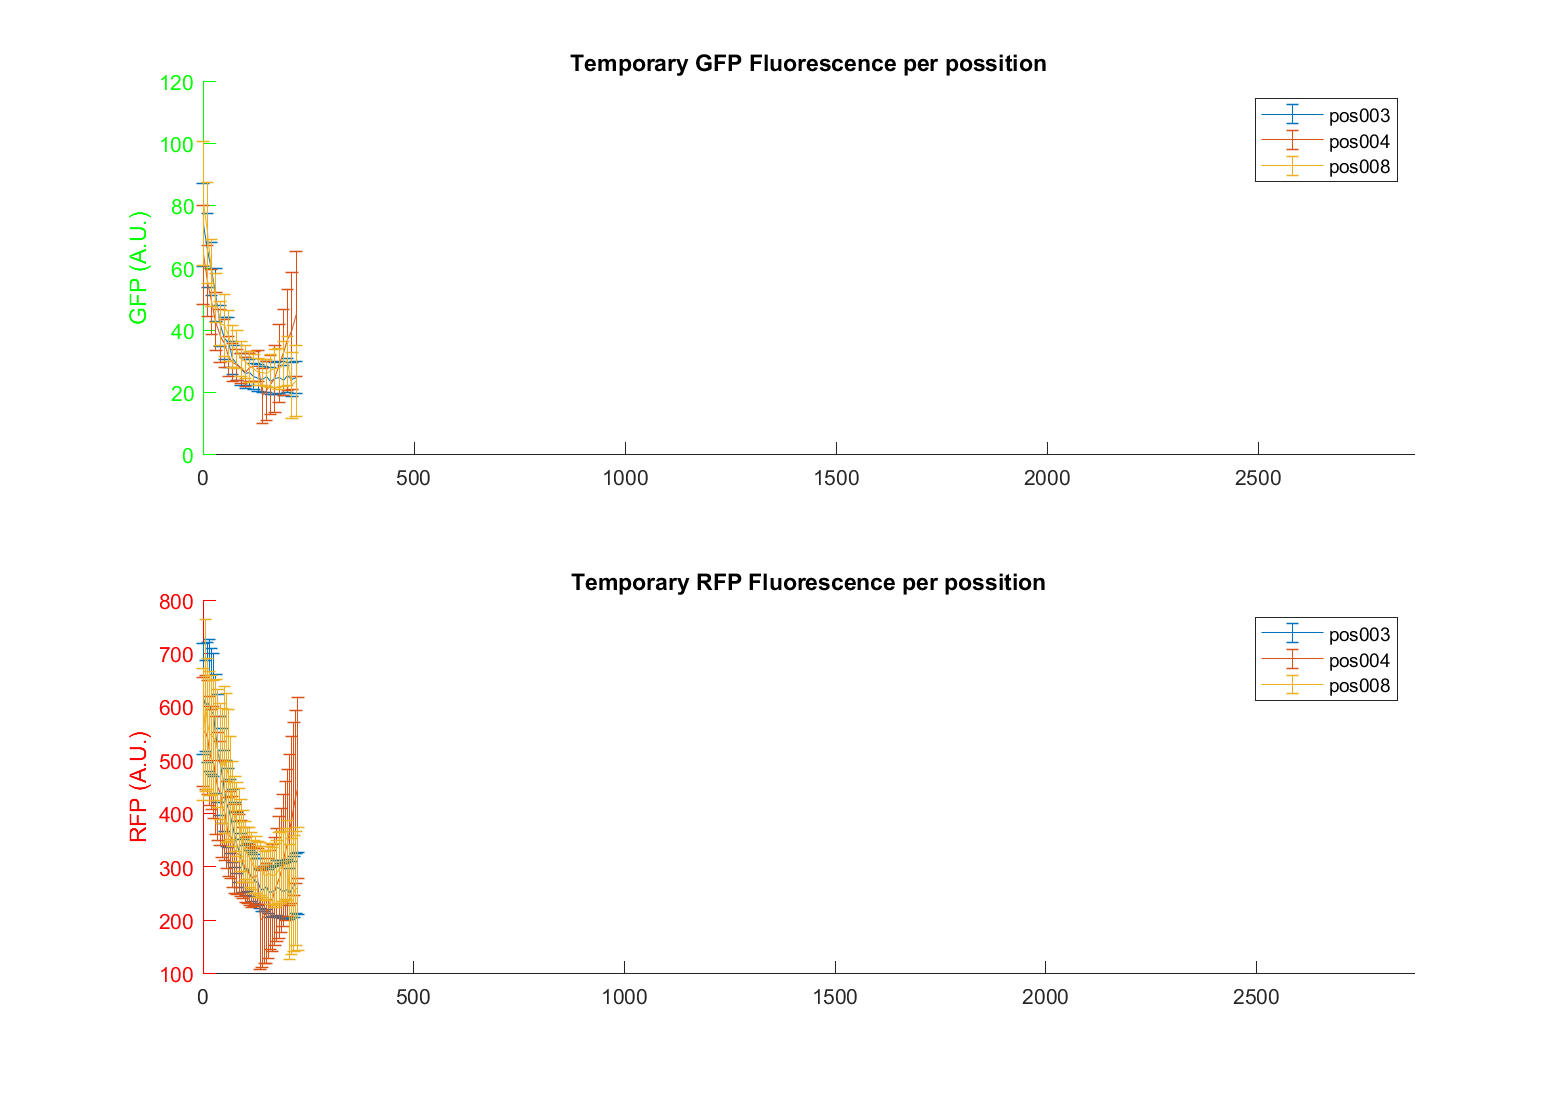 Temporary GFP Fluorescence per possition
120
100
80
60
40
20
0
GFP (A.U.)
pos003
pos004
pos008
0 500 1000 1500 2000 2500
Temporary RFP Fluorescence per possition
800
700
600
500
400
300
200
100
RFP (A.U.)
pos003
pos004
pos008
0 500 1000 1500 2000 2500